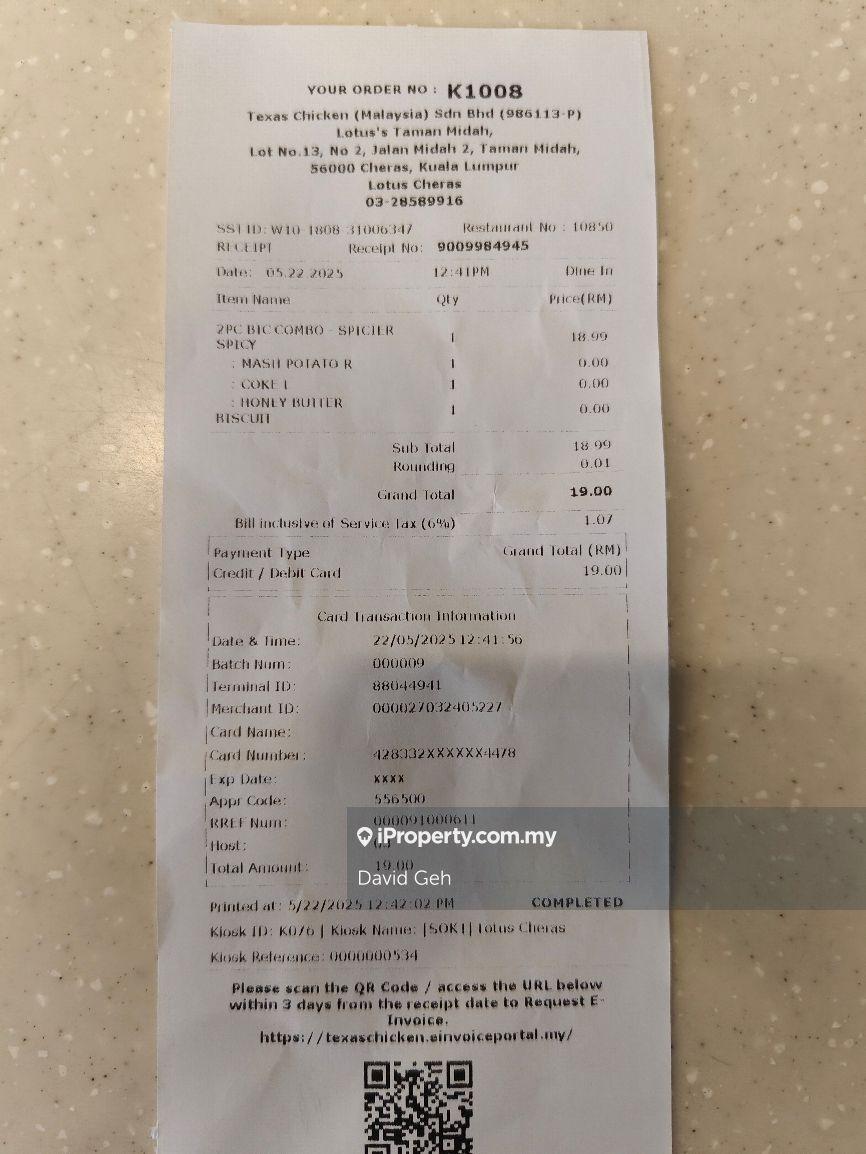 YOUR ORDER NO : K1008
Texas Chicken (Malaysia) Sdn Bhd (986113-P)
Lotus's Taman Midah,
Lot No.13, No 2, Jalan Midah 2, Taman Midah,
56000 Cheras, Kuala Lumpur
Lotus Cheras
03-28589916
SST ID: W10-1808-31006347 Restaurant No : 10850
RECEIPT Receipt No: 9009984945
Date: 05.22.2025 12:41PM Dine In
Item Name Qty Price(RM)
2PC BIC COMBO - SPICIER
SPICY 1 18.99
: MASH POTATO R 1 0.00
: COKE L 1 0.00
: HONEY BUTTER
BISCUIT 1 0.00
Sub Total 18.99
Rounding 0.01
Grand Total 19.00
Bill inclusive of Service Tax (6%) 1.07
Payment Type Grand Total (RM)
Credit / Debit Card 19.00
Card Transaction Information
Date & Time: 22/05/2025 12:41:56
Batch Num: 000009
Terminal ID: 88044941
Merchant ID: 000027032405227
Card Name:
Card Number: 428332XXXXXX4478
Exp Date: XXXX
Appr Code: 556500
RREF Num: 000091000611
Host:
Total Amount: 19.00
iProperty.com.my
David Geh
Printed at: 5/22/2025 12:42:02 PM COMPLETED
Kiosk ID: K076 | Kiosk Name: [SOK1] Lotus Cheras
Kiosk Reference: 0000000534
Please scan the QR Code / access the URL below
within 3 days from the receipt date to Request E-
Invoice.
https://texaschicken.einvoiceportal.my/